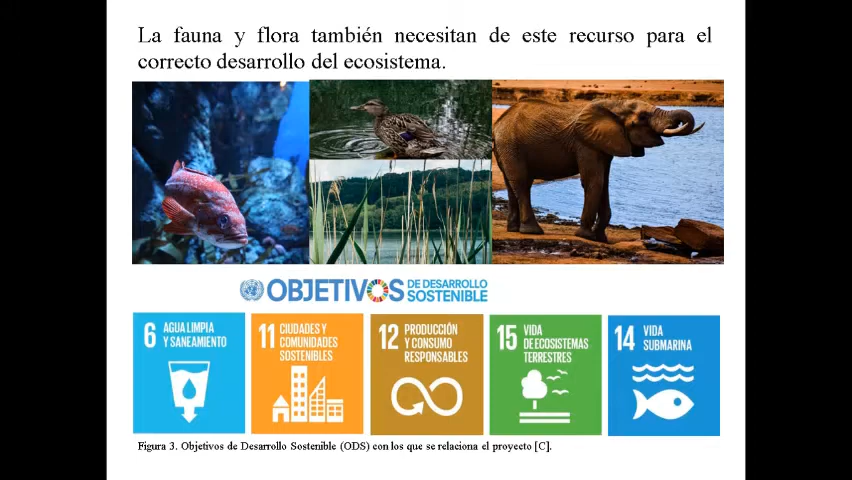 La fauna y flora también necesitan de este recurso para el
correcto desarrollo del ecosistema.
OBJETIVOS DE DESARROLLO
SOSTENIBLE
6 AGUA LIMPIA
Y SANEAMIENTO
11 CIUDADES Y
COMUNIDADES
SOSTENIBLES
12 PRODUCCIÓN
Y CONSUMO
RESPONSABLES
15 VIDA
DE ECOSISTEMAS
TERRESTRES
14 VIDA
SUBMARINA
Figura 3. Objetivos de Desarrollo Sostenible (ODS) con los que se relaciona el proyecto [C].